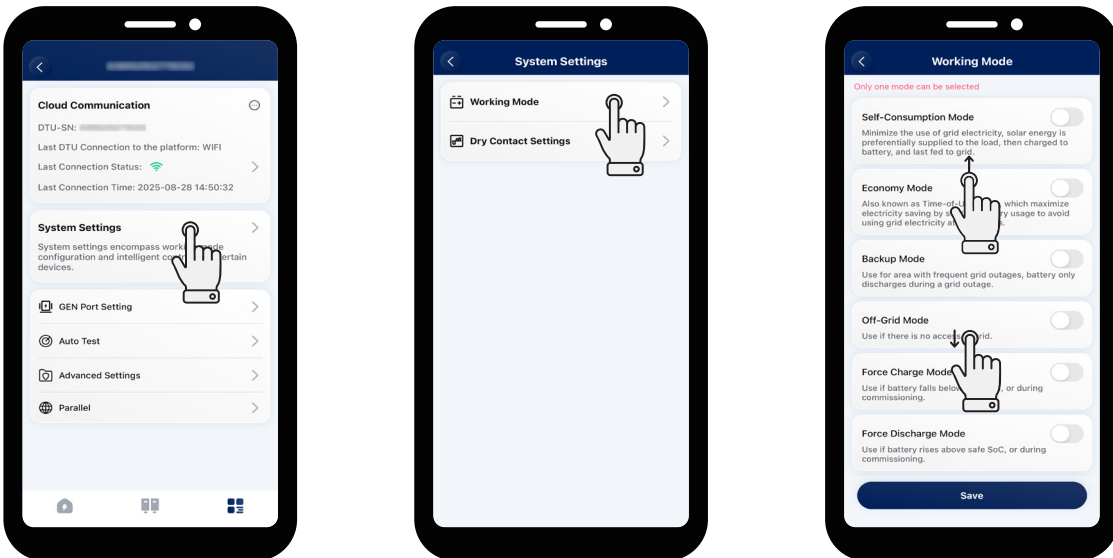 Cloud Communication
DTU-SN:
Last DTU Connection to the platform: WIFI
Last Connection Status:
Last Connection Time: 2025-08-28 14:50:32
System Settings
System settings encompass
configuration and intelligent
devices.
GEN Port Setting
Auto Test
Advanced Settings
Parallel
System Settings
Working Mode
Dry Contact Settings
Working Mode
Only one mode can be selected
Self-Consumption Mode
Minimize the use of grid electricity, solar energy is
preferentially supplied to the load, then charged to
battery, and last fed to grid.
Economy Mode
Also known as which maximize
electricity saving by usage to avoid
using grid electricity
Backup Mode
Use for area with frequent grid outages, battery only
discharges during a grid outage.
Off-Grid Mode
Use if there is no grid.
Force Charge Mode
Use if battery falls or during
commissioning.
Force Discharge Mode
Use if battery rises above safe SoC, or during
commissioning.
Save